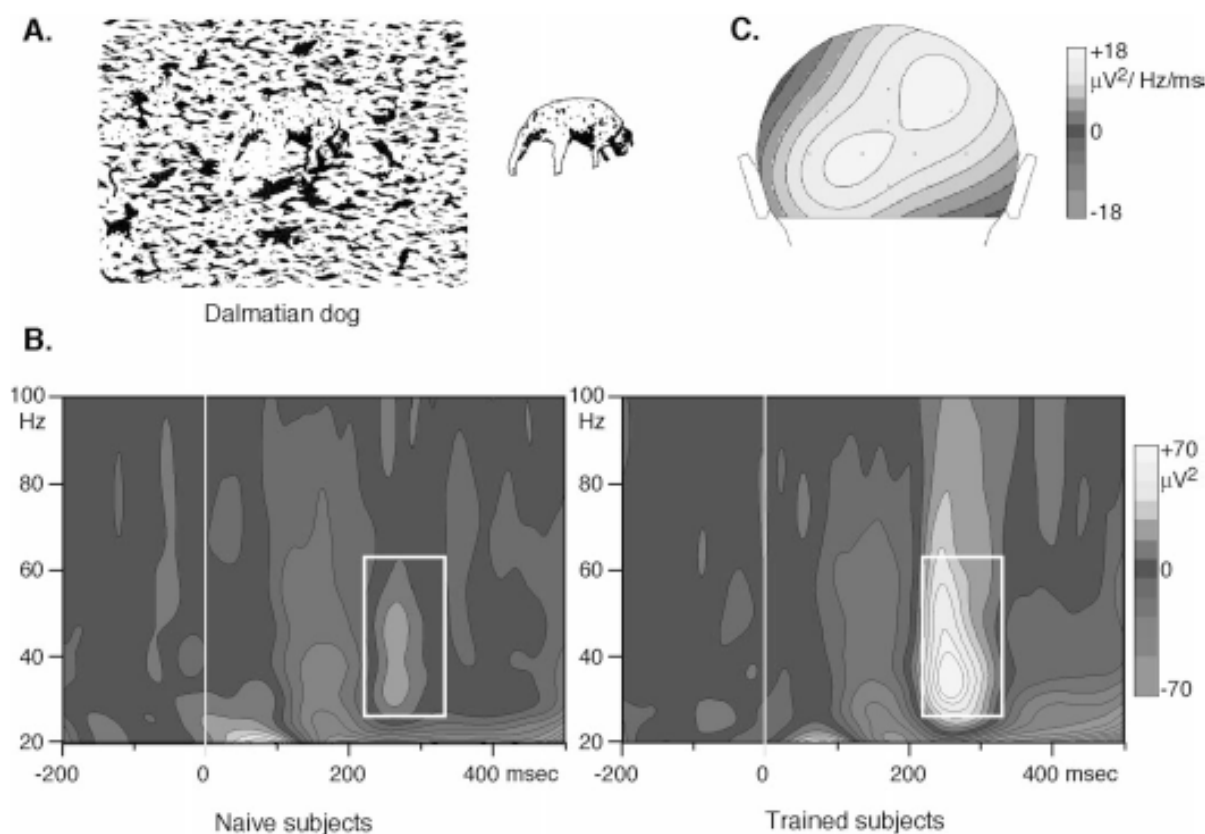 A.
Dalmatian dog
C.
+18
μV²/ Hz/ms
0
-18
B.
100
Hz
80
60
40
20
-200 0 200 400 msec
Naive subjects
100
Hz
80
60
40
20
-200 0 200 400 msec
Trained subjects
+70
μV²
0
-70